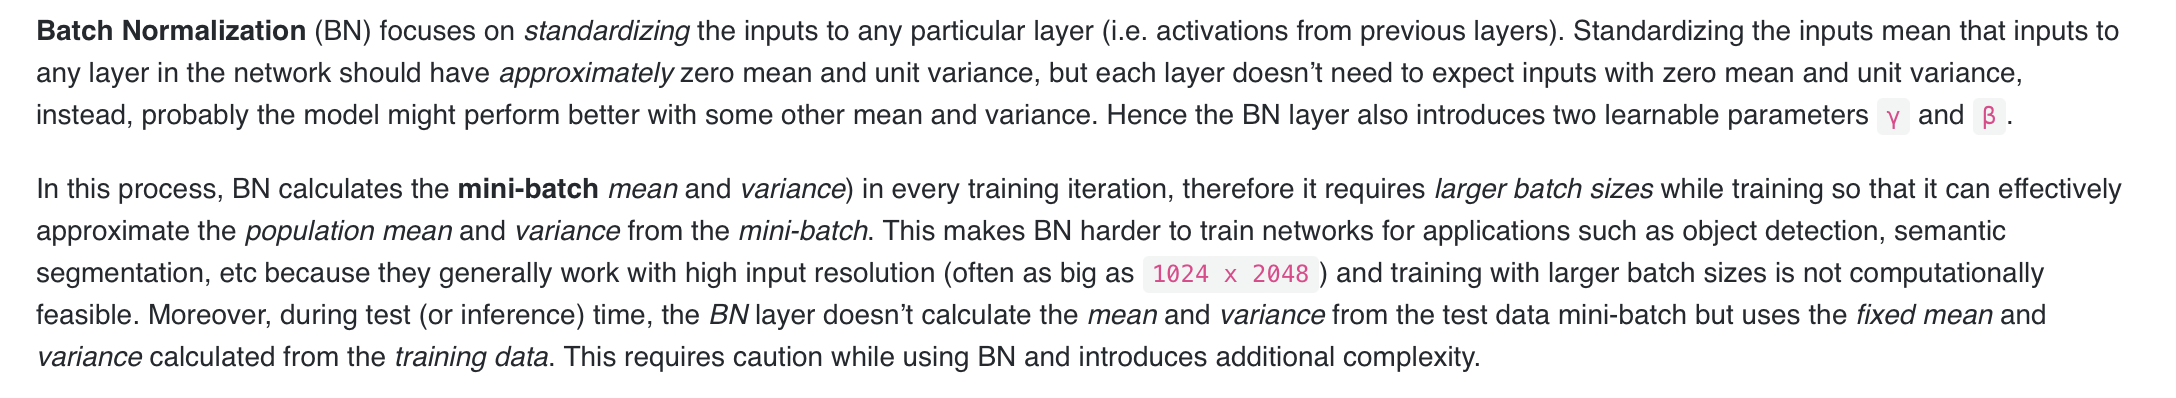 Batch Normalization (BN) focuses on standardizing the inputs to any particular layer (i.e. activations from previous layers). Standardizing the inputs mean that inputs to
any layer in the network should have approximately zero mean and unit variance, but each layer doesn’t need to expect inputs with zero mean and unit variance,
instead, probably the model might perform better with some other mean and variance. Hence the BN layer also introduces two learnable parameters γ and β.
In this process, BN calculates the mini-batch mean and variance) in every training iteration, therefore it requires larger batch sizes while training so that it can effectively
approximate the population mean and variance from the mini-batch. This makes BN harder to train networks for applications such as object detection, semantic
segmentation, etc because they generally work with high input resolution (often as big as 1024 x 2048) and training with larger batch sizes is not computationally
feasible. Moreover, during test (or inference) time, the BN layer doesn’t calculate the mean and variance from the test data mini-batch but uses the fixed mean and
variance calculated from the training data. This requires caution while using BN and introduces additional complexity.